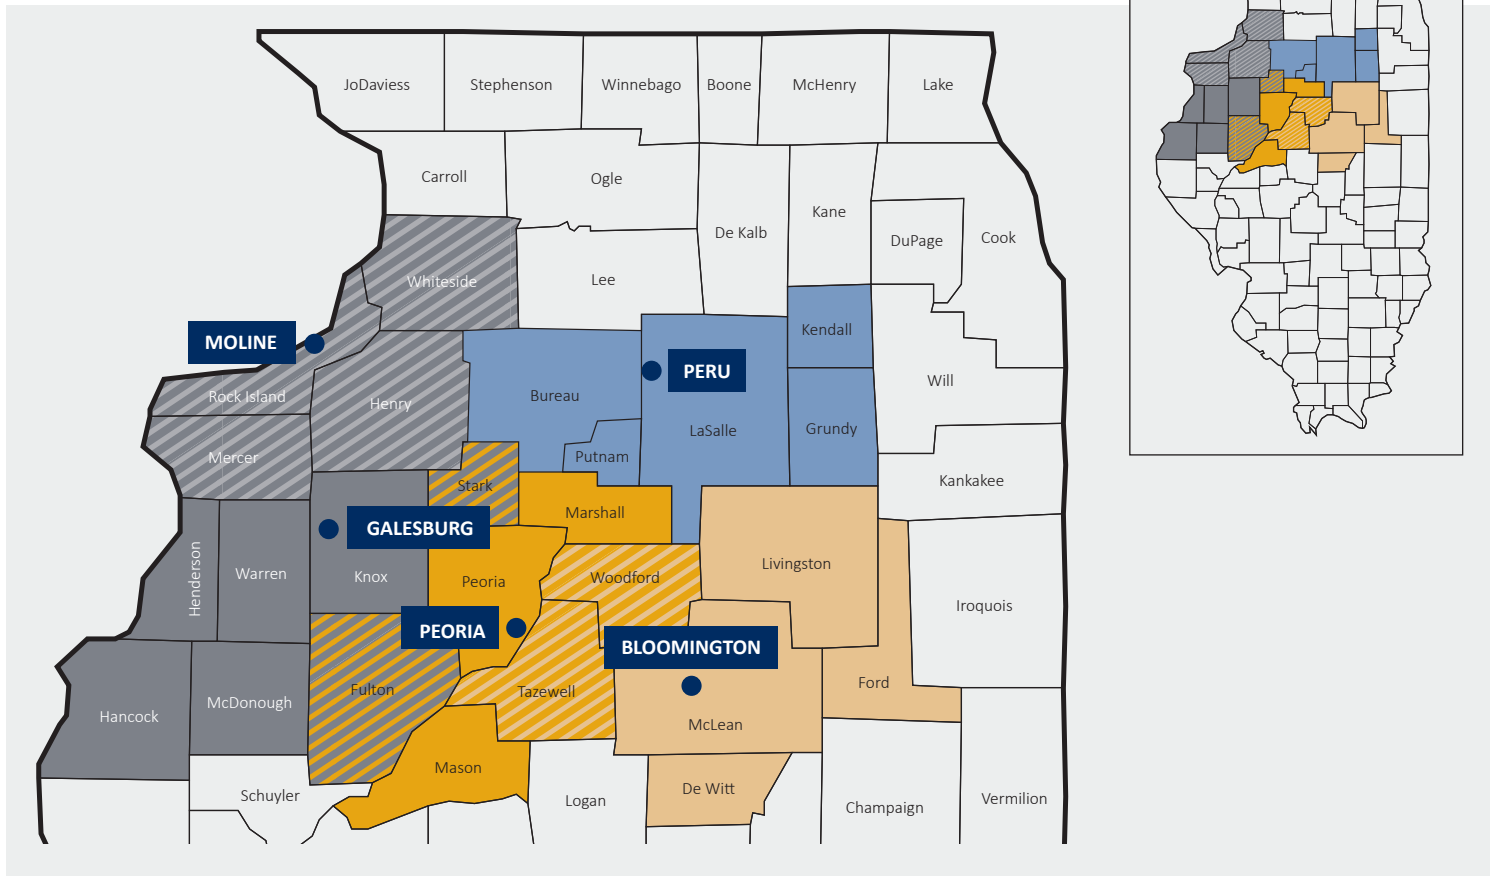 JoDaviess
Stephenson
Winnebago
Boone
McHenry
Lake
Carroll
Ogle
Kane
De Kalb
DuPage
Cook
Whiteside
Lee
Kendall
MOLINE
PERU
Will
Rock Island
Henry
Bureau
LaSalle
Grundy
Mercer
Putnam
Stark
Kankakee
Marshall
GALESBURG
Henderson
Warren
Knox
Peoria
Woodford
Livingston
Iroquois
PEORIA
BLOOMINGTON
Fulton
Tazewell
Ford
Hancock
McDonough
McLean
Mason
Schuyler
Logan
De Witt
Champaign
Vermilion